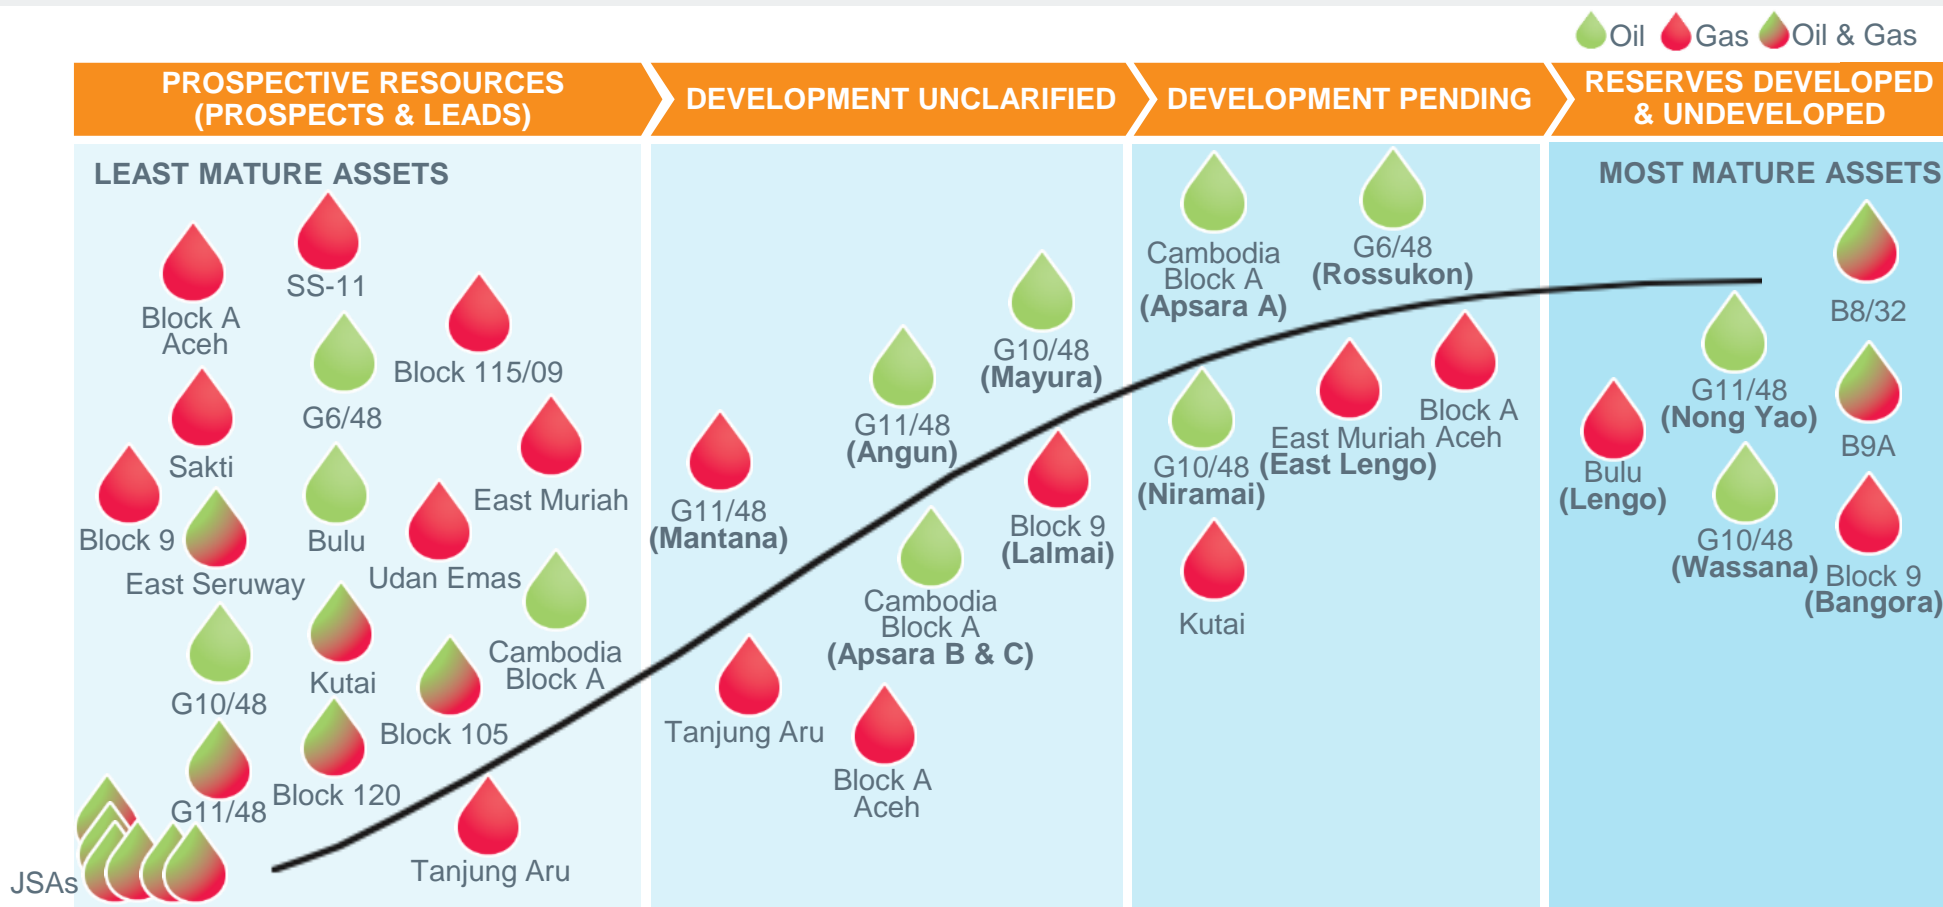 Oil Gas Oil & Gas
PROSPECTIVE RESOURCES
(PROSPECTS & LEADS)
DEVELOPMENT UNCLARIFIED
DEVELOPMENT PENDING
RESERVES DEVELOPED
& UNDEVELOPED
LEAST MATURE ASSETS
SS-11
Block A
Aceh
Block 115/09
G6/48
Sakti
East Muriah
Block 9
Bulu
Udan Emas
East Seruway
Cambodia
Block A
Kutai
G10/48
Block 105
Block 120
G11/48
Tanjung Aru
JSAs
G10/48
(Mayura)
G11/48
(Angun)
G11/48
(Mantana)
Block 9
(Lalmai)
Cambodia
Block A
(Apsara B & C)
Tanjung Aru
Block A
Aceh
Cambodia
Block A
(Apsara A)
G6/48
(Rossukon)
Block A
Aceh
East Muriah
(East Lengo)
G10/48
(Niramai)
Kutai
MOST MATURE ASSETS
B8/32
G11/48
(Nong Yao)
B9A
Bulu
(Lengo)
G10/48
(Wassana)
Block 9
(Bangora)